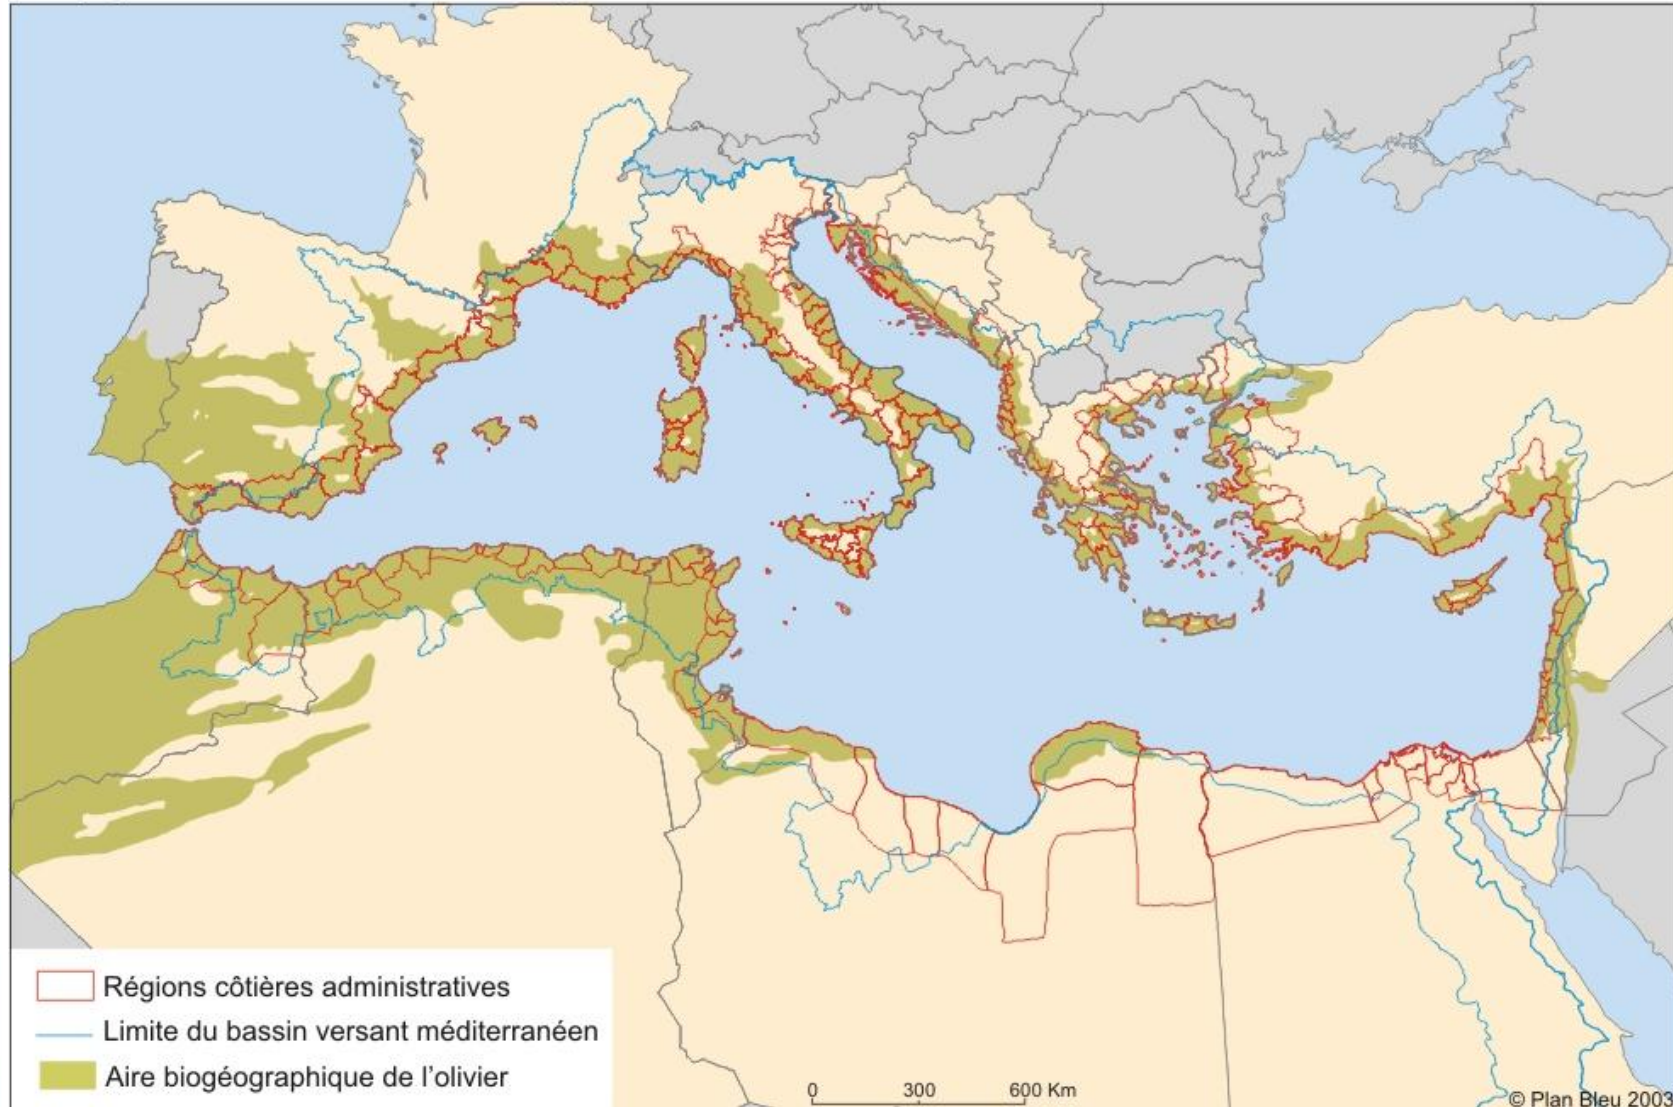 Régions côtières administratives
Limite du bassin versant méditerranéen
Aire biogéographique de l'olivier
0 300 600 Km
© Plan Bleu 2003